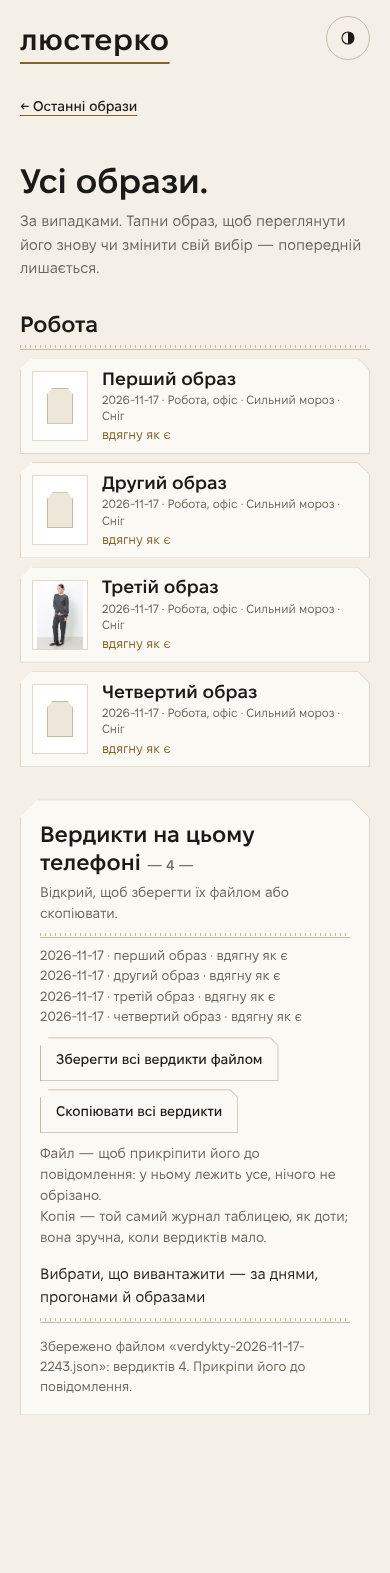 люстерко
← Останні образи
Усі образи.
За випадками. Тапни образ, щоб переглянути
його знову чи змінити свій вибір — попередній
лишається.
Робота
Перший образ
2026-11-17 · Робота, офіс · Сильний мороз ·
Сніг
вдягну як є
Другий образ
2026-11-17 · Робота, офіс · Сильний мороз ·
Сніг
вдягну як є
Третій образ
2026-11-17 · Робота, офіс · Сильний мороз ·
Сніг
вдягну як є
Четвертий образ
2026-11-17 · Робота, офіс · Сильний мороз ·
Сніг
вдягну як є
Вердикти на цьому
телефоні — 4 —
Відкрий, щоб зберегти їх файлом або
скопіювати.
2026-11-17 · перший образ · вдягну як є
2026-11-17 · другий образ · вдягну як є
2026-11-17 · третій образ · вдягну як є
2026-11-17 · четвертий образ · вдягну як є
Зберегти всі вердикти файлом
Скопіювати всі вердикти
Файл — щоб прикріпити його до
повідомлення: у ньому лежить усе, нічого не
обрізано.
Копія — той самий журнал таблицею, як доти;
вона зручна, коли вердиктів мало.
Вибрати, що вивантажити — за днями,
прогонами й образами
Збережено файлом «verdykty-2026-11-17-
2243.json»: вердиктів 4. Прикріпи його до
повідомлення.